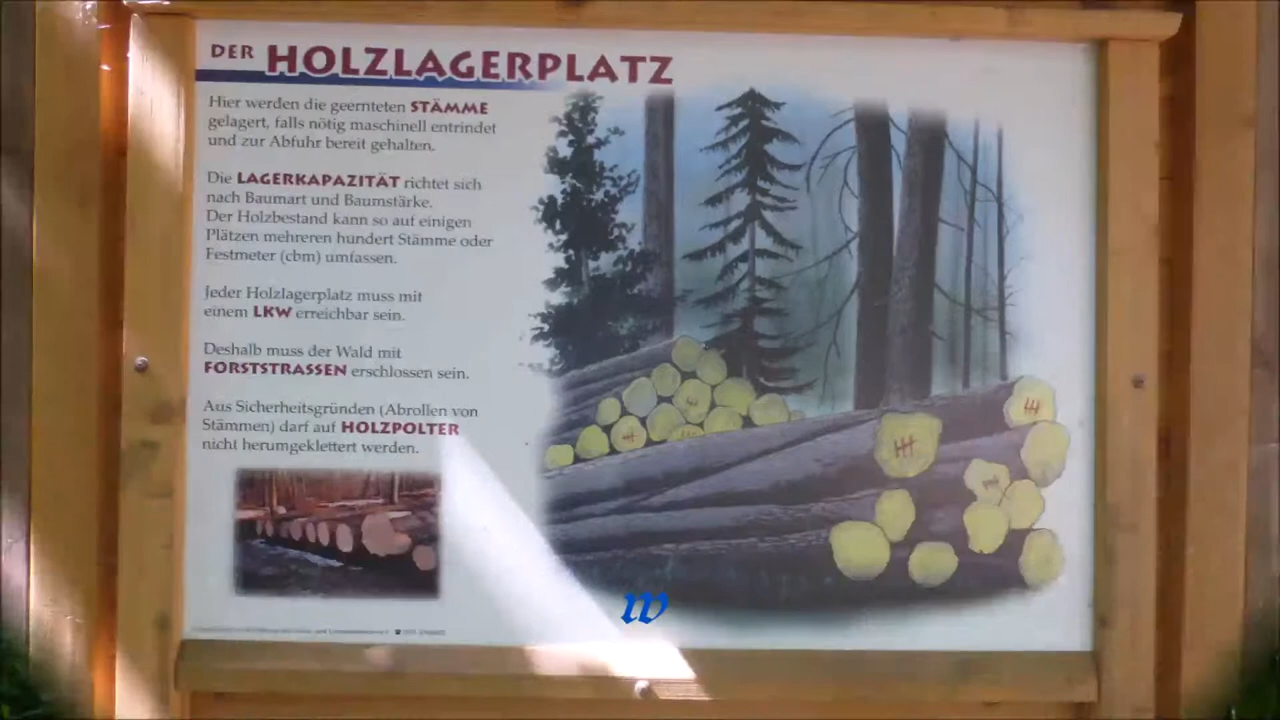 DER HOLZLAGERPLATZ
Hier werden die geernteten STÄMME
gelagert, falls nötig maschinell entrindet
und zur Abfuhr bereit gehalten.
Die LAGERKAPAZITÄT richtet sich
nach Baumart und Baumstärke.
Der Holzbestand kann so auf einigen
Plätzen mehreren hundert Stämme oder
Festmeter (cbm) umfassen.
Jeder Holzlagerplatz muss mit
einem LKW erreichbar sein.
Deshalb muss der Wald mit
FORSTSTRASSEN erschlossen sein.
Aus Sicherheitsgründen (Abrollen von
Stämmen) darf auf HOLZPOLTER
nicht herumgeklettert werden.
w